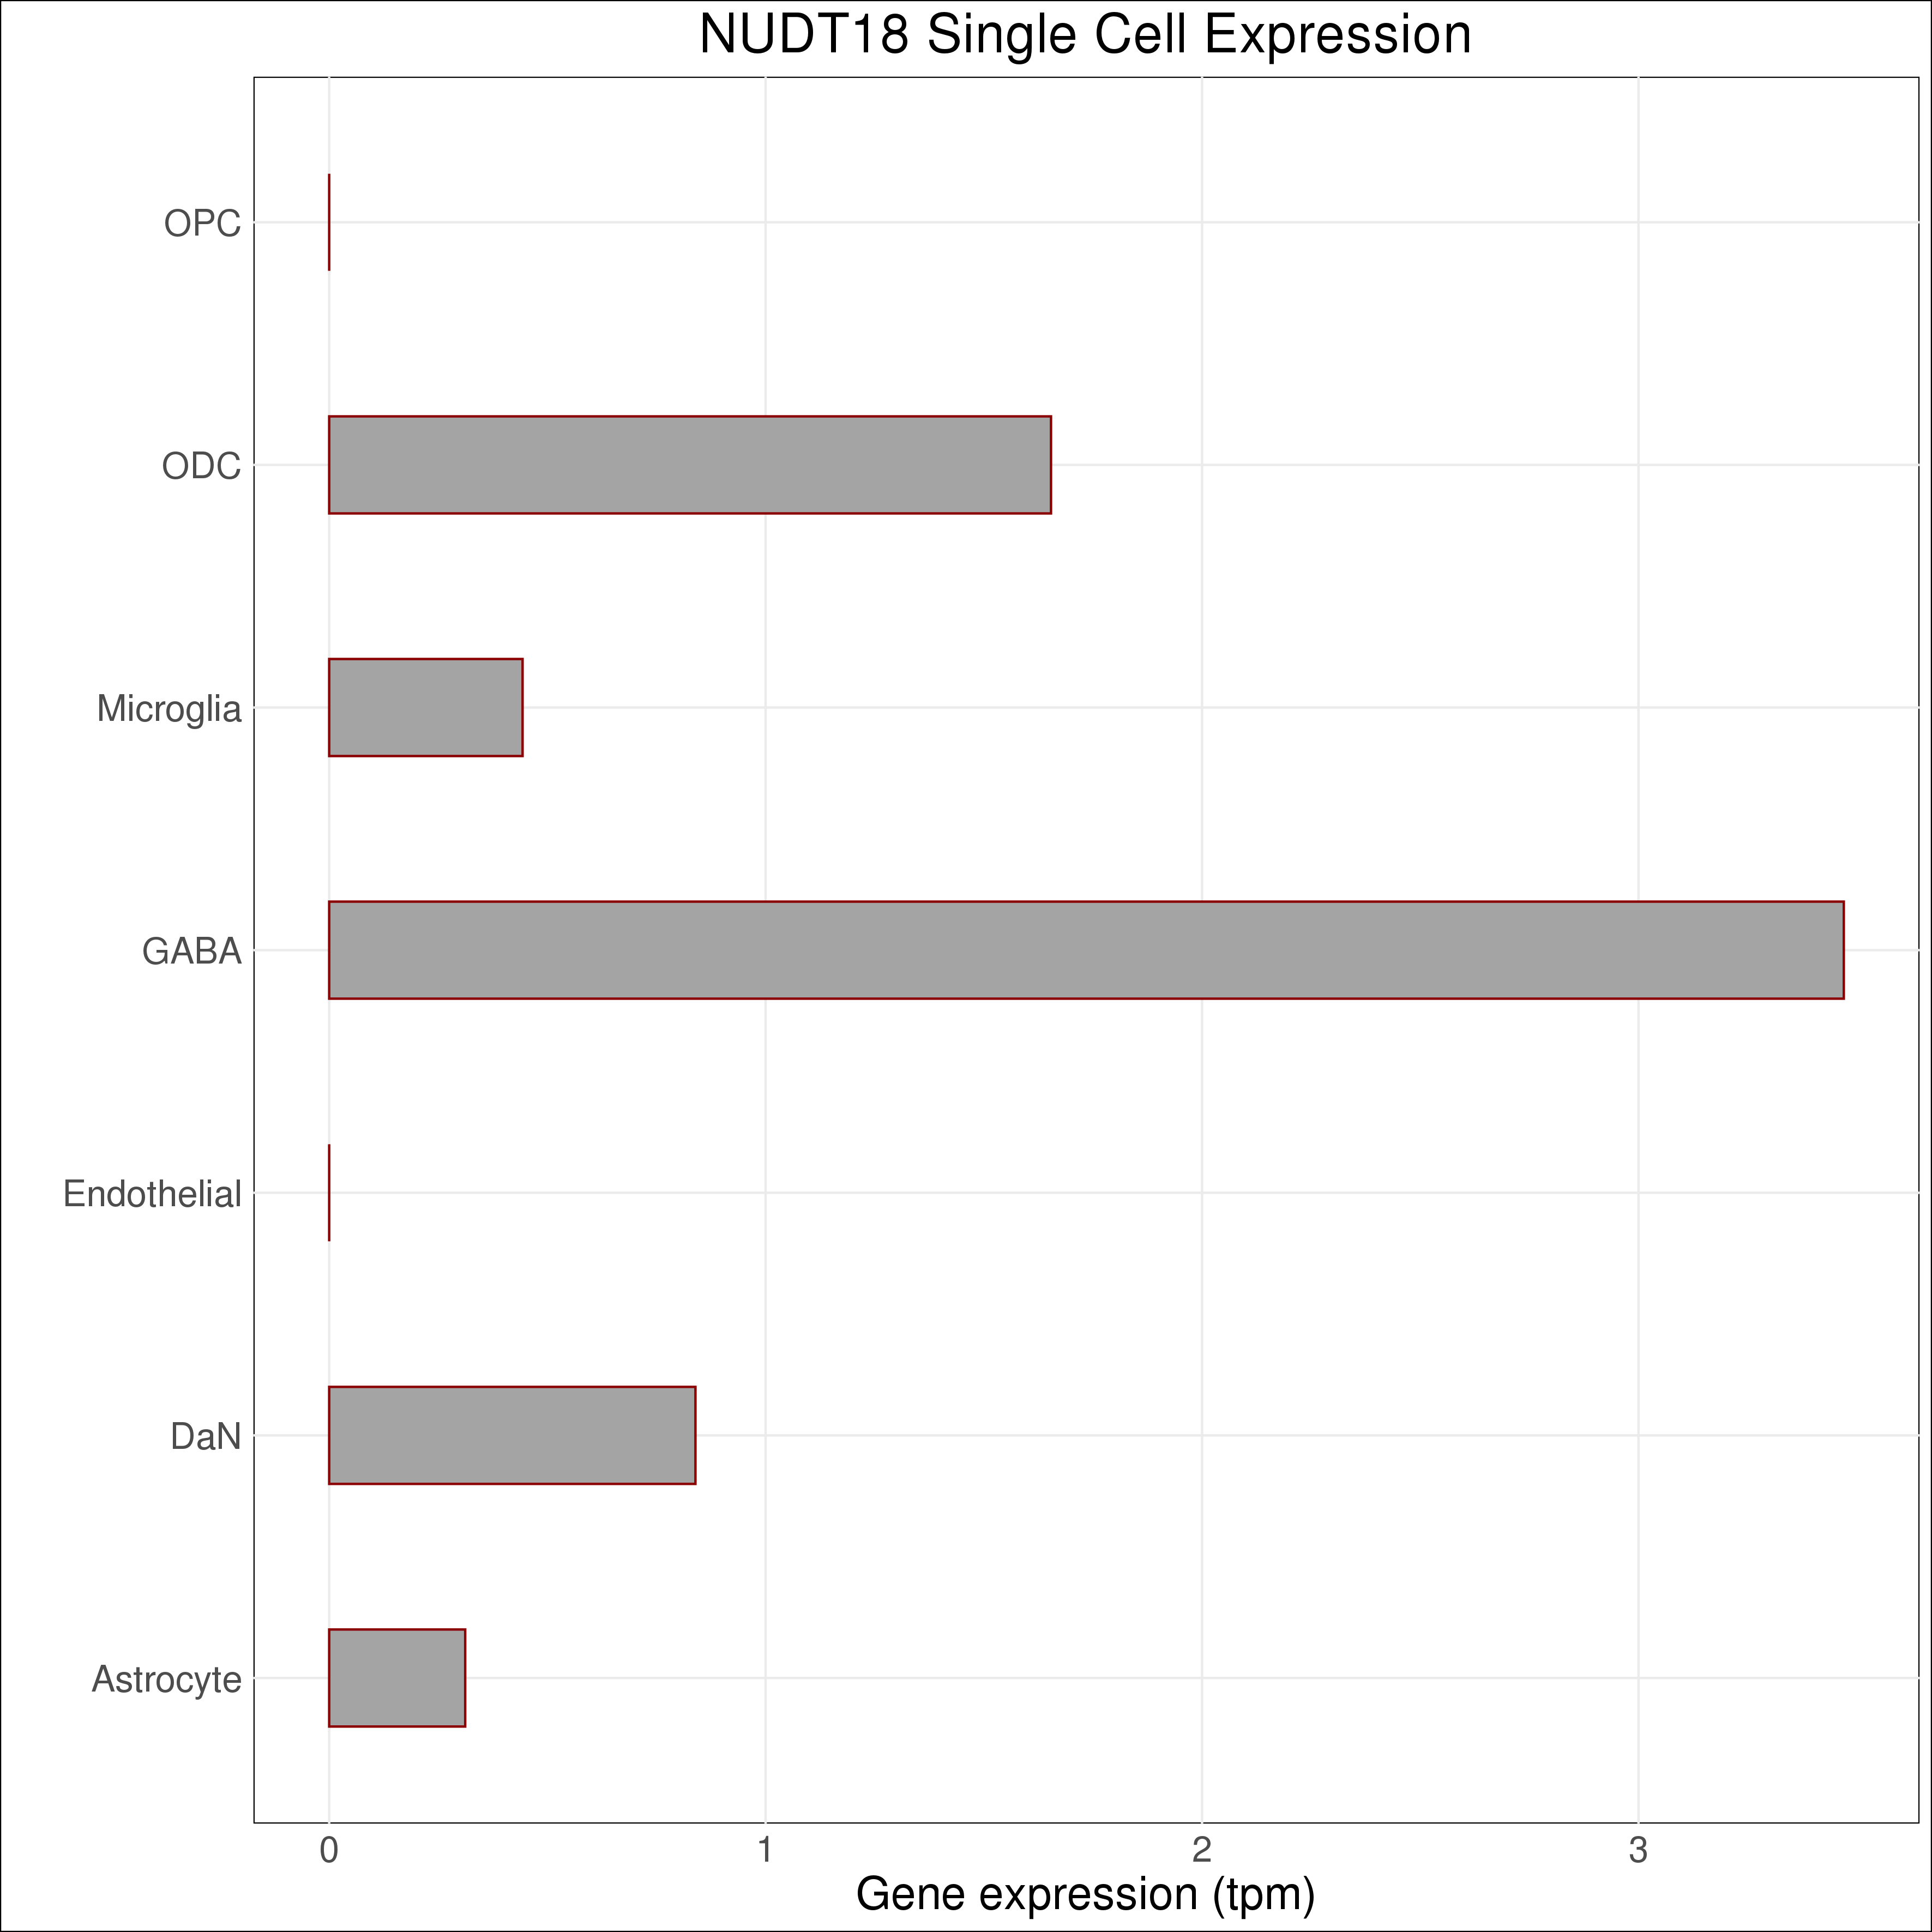 NUDT18 Single Cell Expression
OPC
ODC
Microglia
GABA
Endothelial
DaN
Astrocyte
0 1 2 3
Gene expression (tpm)